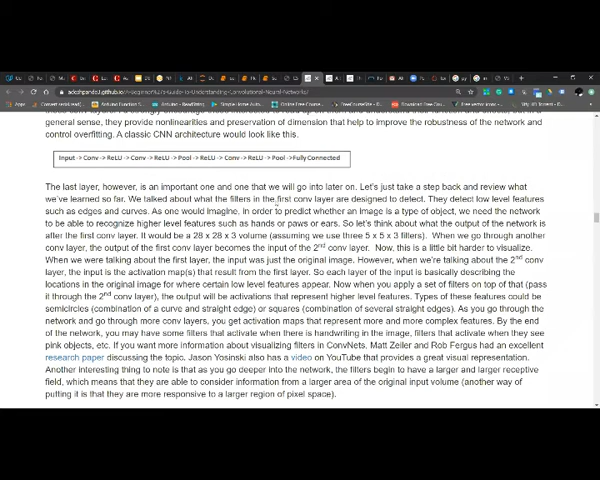 adeshpande3.github.io/A-Beginner's-Guide-To-Understanding-Convolutional-Neural-Networks/
general sense, they provide nonlinearities and preservation of dimension that help to improve the robustness of the network and
control overfitting. A classic CNN architecture would look like this.
Input -> Conv -> ReLU -> Conv -> ReLU -> Pool -> ReLU -> Conv -> ReLU -> Pool -> Fully Connected
The last layer, however, is an important one and one that we will go into later on. Let's just take a step back and review what
we've learned so far. We talked about what the filters in the first conv layer are designed to detect. They detect low level features
such as edges and curves. As one would imagine, in order to predict whether an image is a type of object, we need the network
to be able to recognize higher level features such as hands or paws or ears. So let's think about what the output of the network is
after the first conv layer. It would be a 28 x 28 x 3 volume (assuming we use three 5 x 5 x 3 filters). When we go through another
conv layer, the output of the first conv layer becomes the input of the 2nd conv layer. Now, this is a little bit harder to visualize.
When we were talking about the first layer, the input was just the original image. However, when we're talking about the 2nd conv
layer, the input is the activation map(s) that result from the first layer. So each layer of the input is basically describing the
locations in the original image for where certain low level features appear. Now when you apply a set of filters on top of that (pass
it through the 2nd conv layer), the output will be activations that represent higher level features. Types of these features could be
semicircles (combination of a curve and straight edge) or squares (combination of several straight edges). As you go through the
network and go through more conv layers, you get activation maps that represent more and more complex features. By the end
of the network, you may have some filters that activate when there is handwriting in the image, filters that activate when they see
pink objects, etc. If you want more information about visualizing filters in ConvNets, Matt Zeiler and Rob Fergus had an excellent
research paper discussing the topic. Jason Yosinski also has a video on YouTube that provides a great visual representation.
Another interesting thing to note is that as you go deeper into the network, the filters begin to have a larger and larger receptive
field, which means that they are able to consider information from a larger area of the original input volume (another way of
putting it is that they are more responsive to a larger region of pixel space).